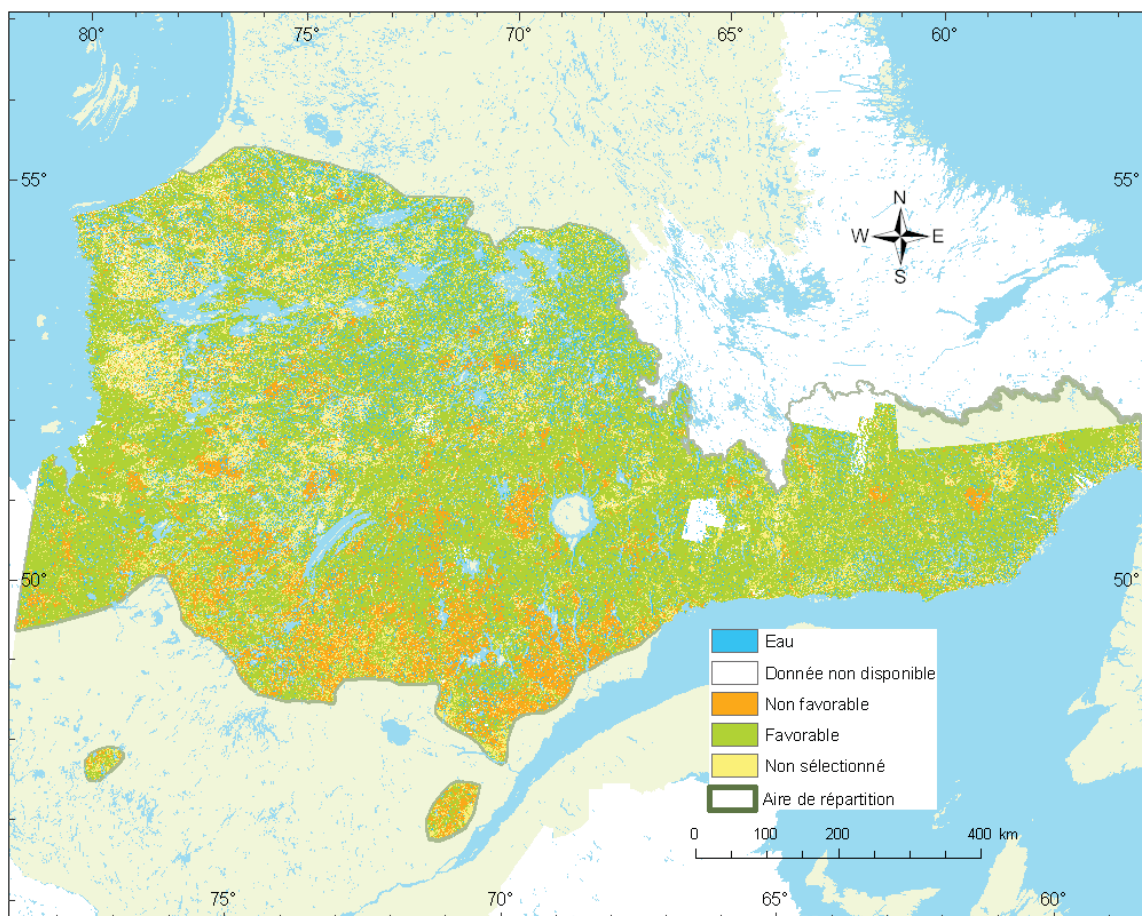 80° 75° 70° 65° 60°
55° 55°
N
W E
S
50° 50°
Eau
Donnée non disponible
Non favorable
Favorable
Non sélectionné
Aire de répartition
0 100 200 400 km
75° 70° 65° 60°